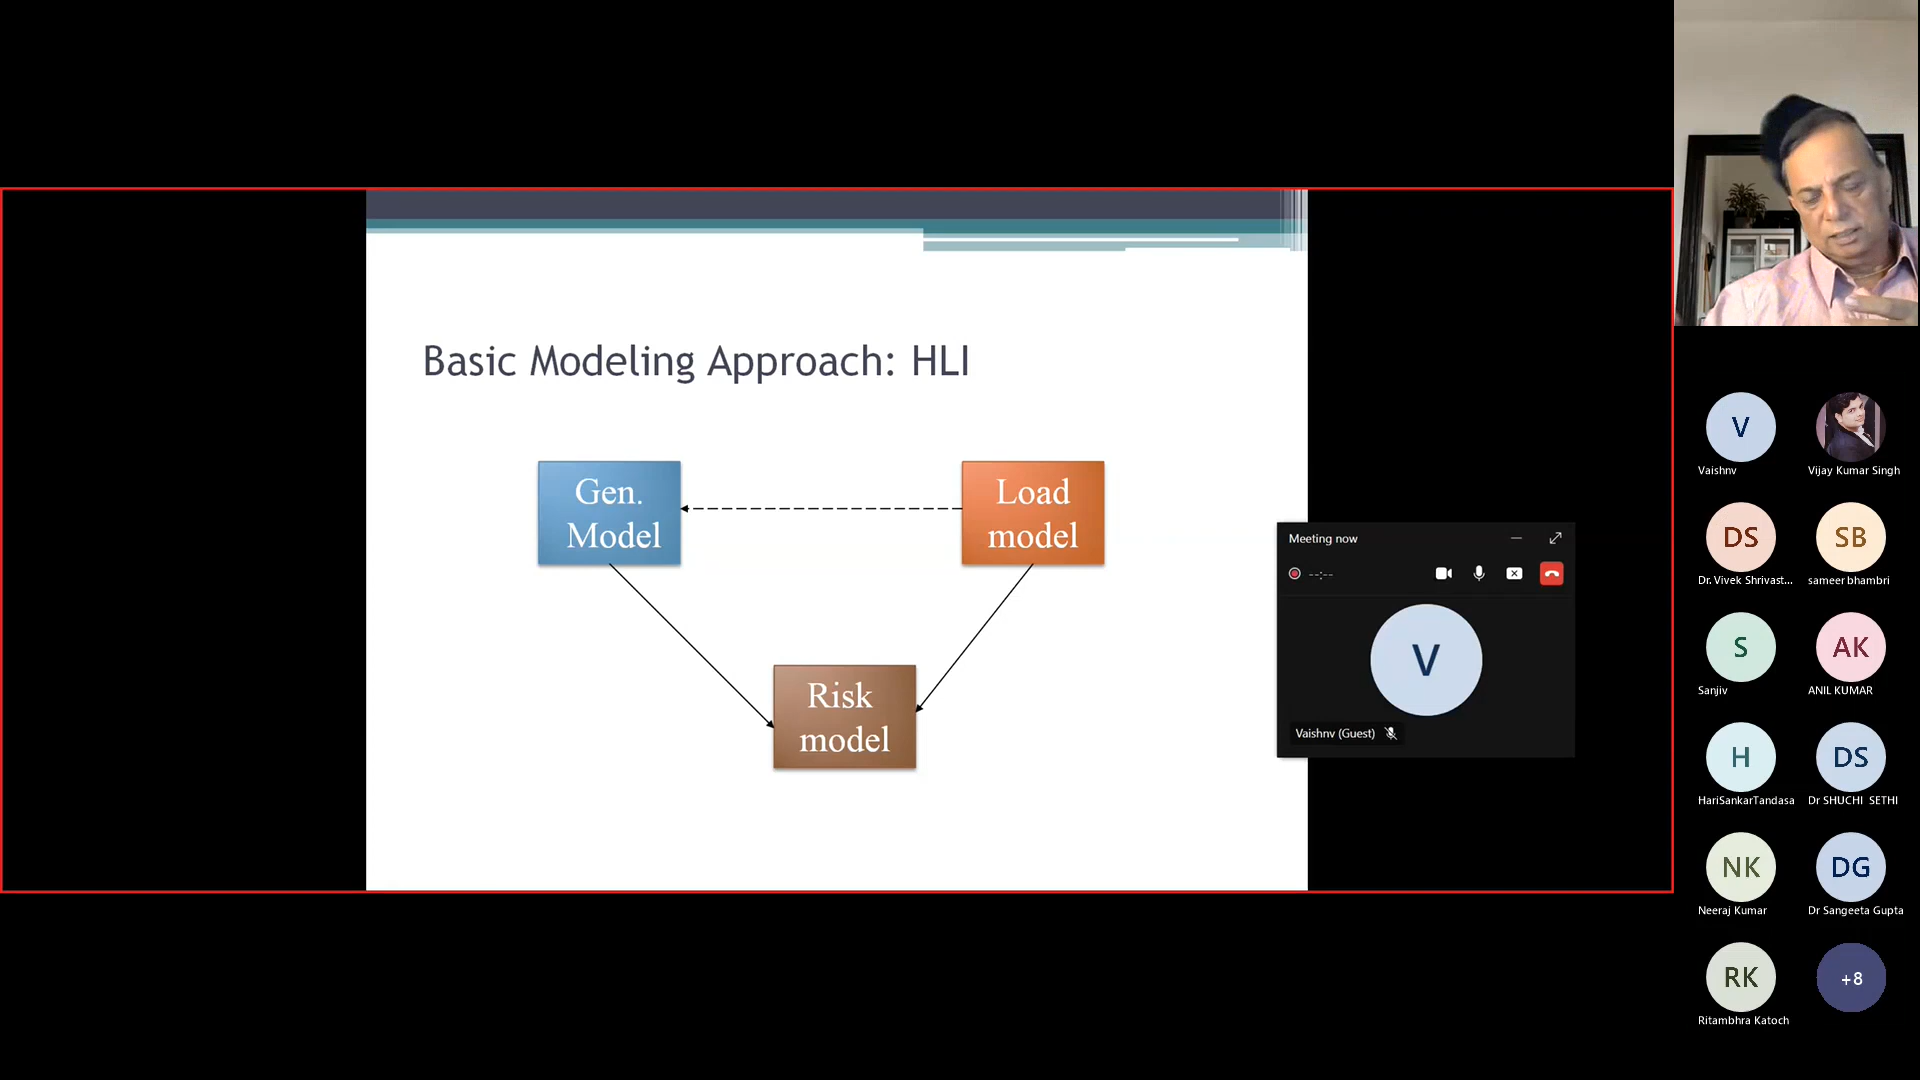 Basic Modeling Approach: HLI
Gen.
Model
Load
model
Risk
model
Meeting now
--:--
V
Vaishnv (Guest)
V
Vaishnv
Vijay Kumar Singh
DS
Dr. Vivek Shrivast...
SB
sameer bhambri
S
Sanjiv
AK
ANIL KUMAR
H
HariSankarTandasa
DS
Dr SHUCHI SETHI
NK
Neeraj Kumar
DG
Dr Sangeeta Gupta
RK
Ritambhra Katoch
+8